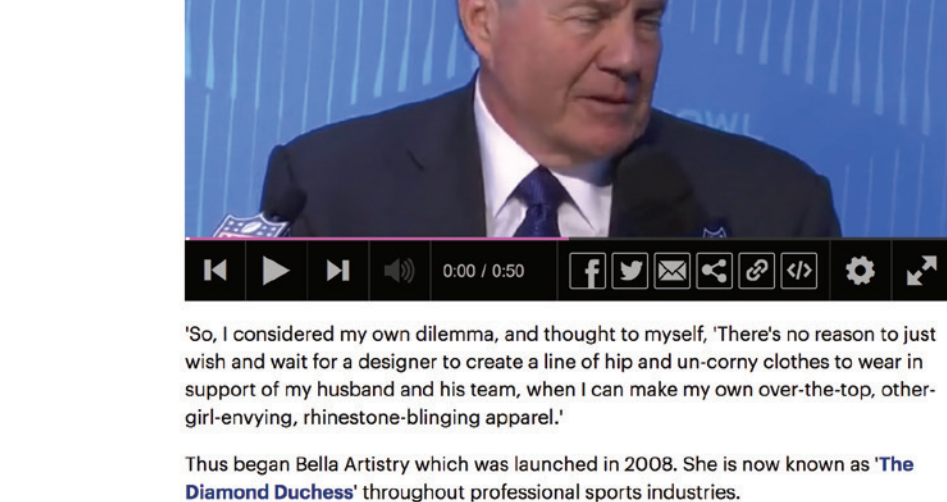 OWL
NFL
0:00 / 0:50
'So, I considered my own dilemma, and thought to myself, 'There's no reason to just
wish and wait for a designer to create a line of hip and un-corny clothes to wear in
support of my husband and his team, when I can make my own over-the-top, other-
girl-envying, rhinestone-blinging apparel.'
Thus began Bella Artistry which was launched in 2008. She is now known as 'The
Diamond Duchess' throughout professional sports industries.